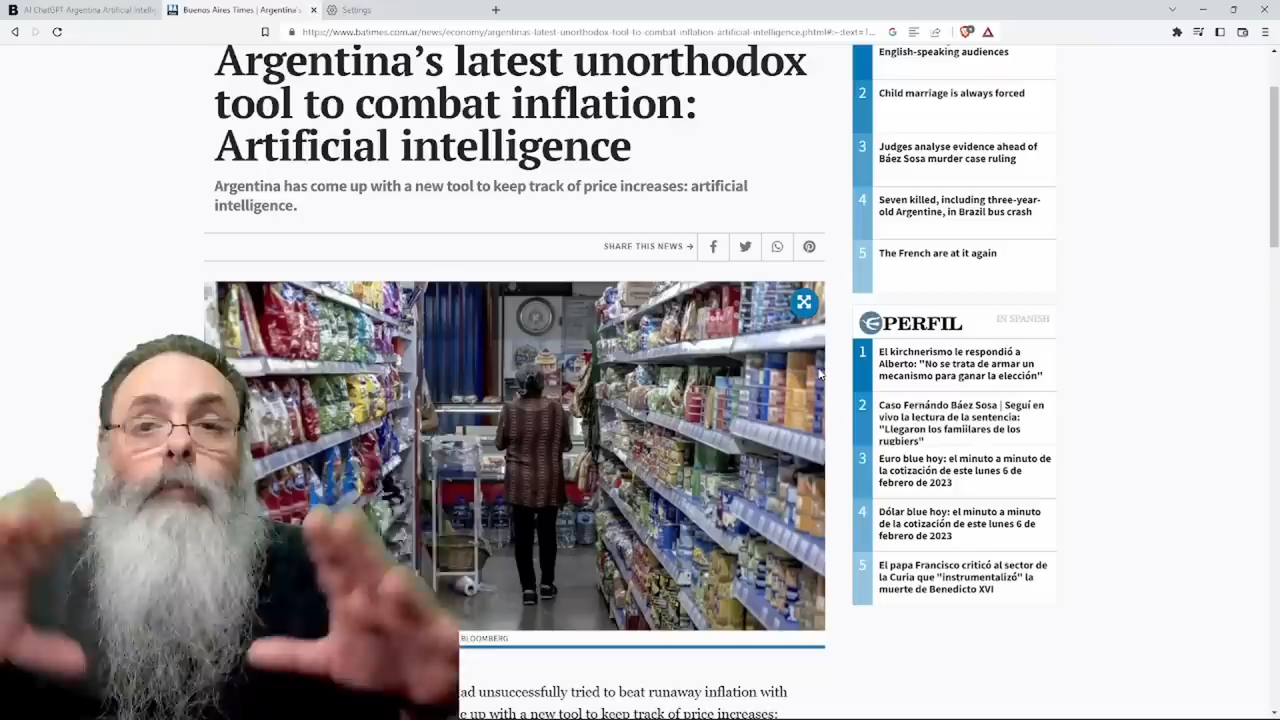 AI ChatGPT Argentina Artificial Intelli
Buenos Aires Times | Argentina's
Settings
https://www.batimes.com.ar/news/economy/argentinas-latest-unorthodox-tool-to-combat-inflation-artificial-intelligence.phtml#:~:text=1...
Argentina's latest unorthodox
tool to combat inflation:
Artificial intelligence
Argentina has come up with a new tool to keep track of price increases: artificial
intelligence.
SHARE THIS NEWS →
BLOOMBERG
ad unsuccessfully tried to beat runaway inflation with
e up with a new tool to keep track of price increases:
English-speaking audiences
2 Child marriage is always forced
3 Judges analyse evidence ahead of
Báez Sosa murder case ruling
4 Seven killed, including three-year-
old Argentine, in Brazil bus crash
5 The French are at it again
PERFIL IN SPANISH
1 El kirchnerismo le respondió a
Alberto: "No se trata de armar un
mecanismo para ganar la elección"
2 Caso Fernándo Báez Sosa | Seguí en
vivo la lectura de la sentencia:
"Llegaron los famiilares de los
rugbiers"
3 Euro blue hoy: el minuto a minuto de
la cotización de este lunes 6 de
febrero de 2023
4 Dólar blue hoy: el minuto a minuto
de la cotización de este lunes 6 de
febrero de 2023
5 El papa Francisco criticó al sector de
la Curia que "instrumentalizó" la
muerte de Benedicto XVI